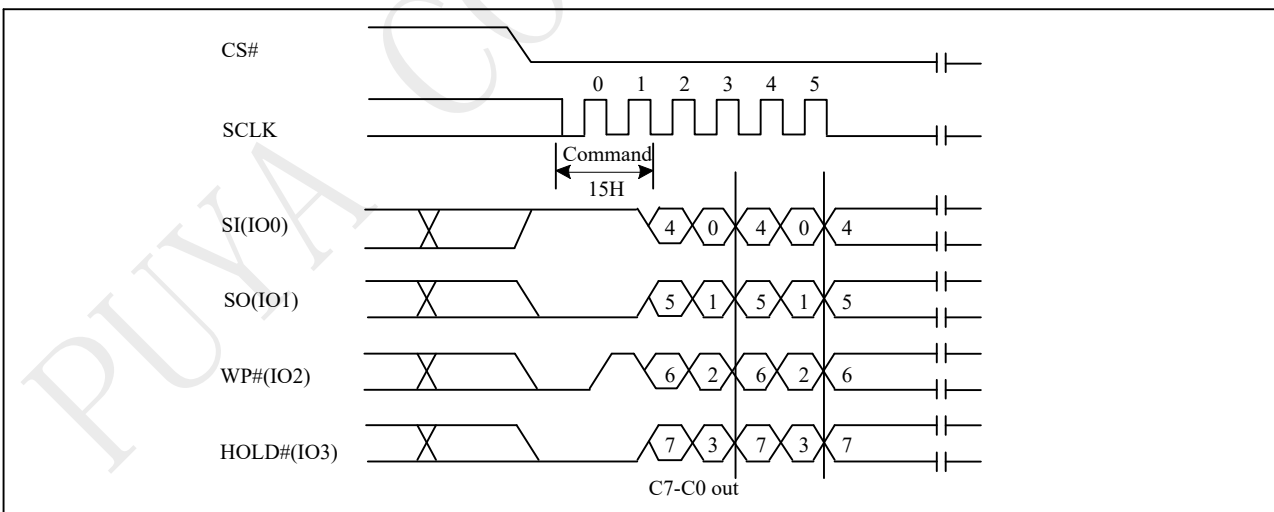 CS#
0 1 2 3 4 5
SCLK
Command
15H
SI(IO0) 4 0 4 0 4
SO(IO1) 5 1 5 1 5
WP#(IO2) 6 2 6 2 6
HOLD#(IO3) 7 3 7 3 7
C7-C0 out
PUYA